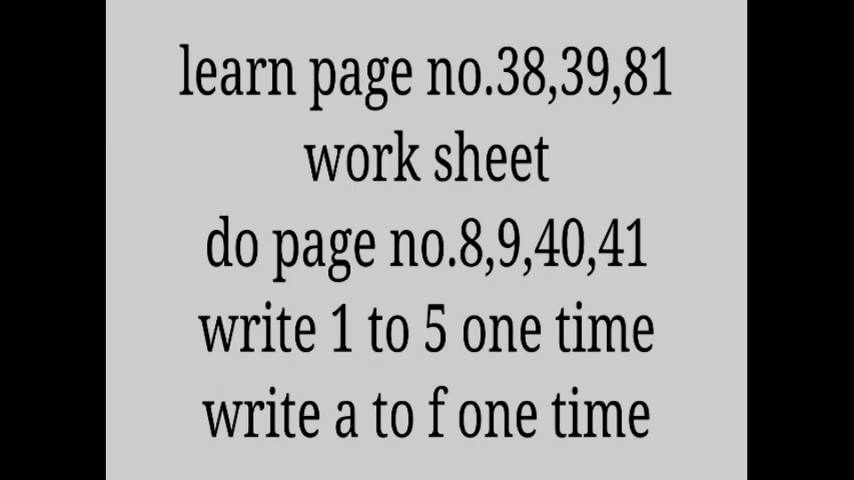 learn page no.38,39,81
work sheet
do page no.8,9,40,41
write 1 to 5 one time
write a to f one time